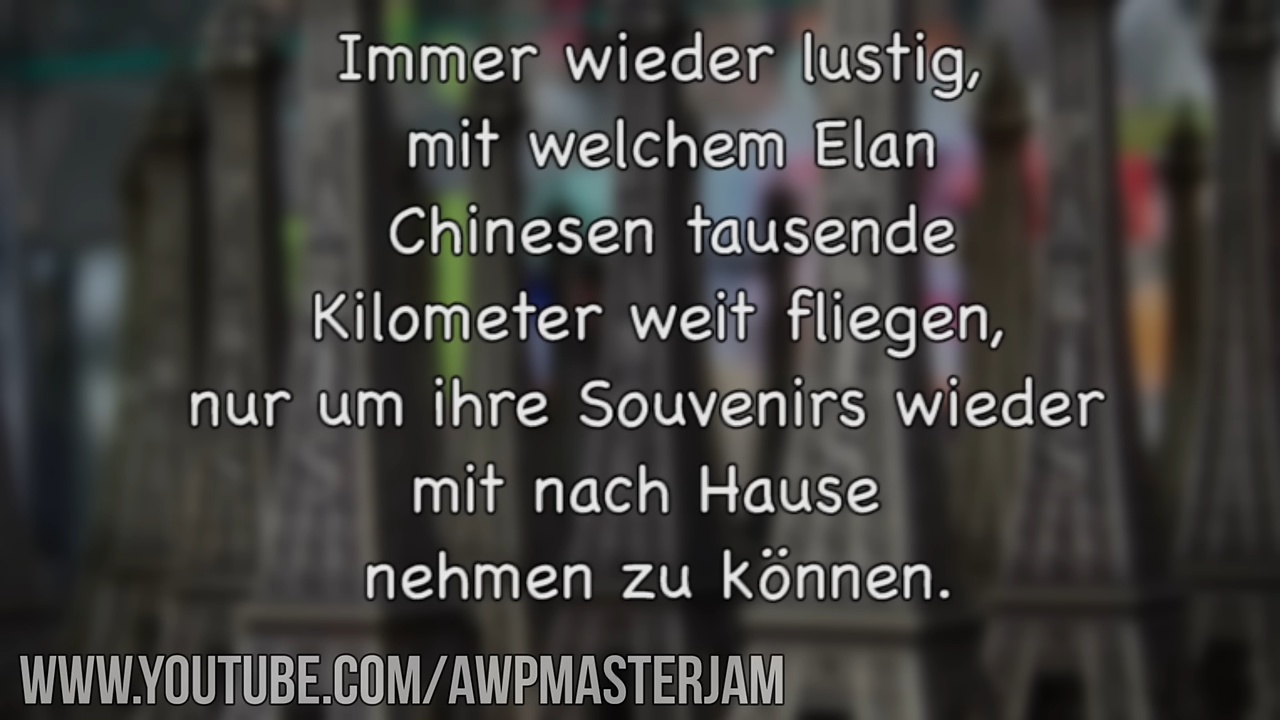 Immer wieder lustig,
mit welchem Elan
Chinesen tausende
Kilometer weit fliegen,
nur um ihre Souvenirs wieder
mit nach Hause
nehmen zu können.
WWW.YOUTUBE.COM/AWPMASTERJAM